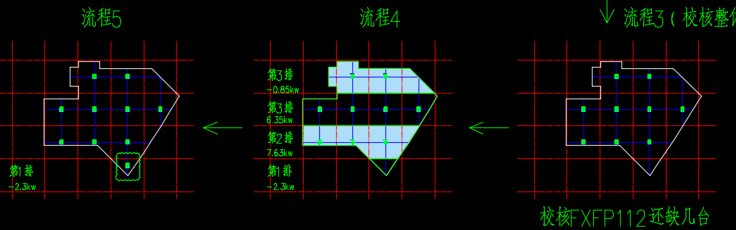 流程5
流程4
流程3(校核整
第3排
-0.85kw
第3排
6.35kw
第2排
7.63kw
第1排
-2.3kw
第1排
-2.3kw
校核FXFP112还缺几台